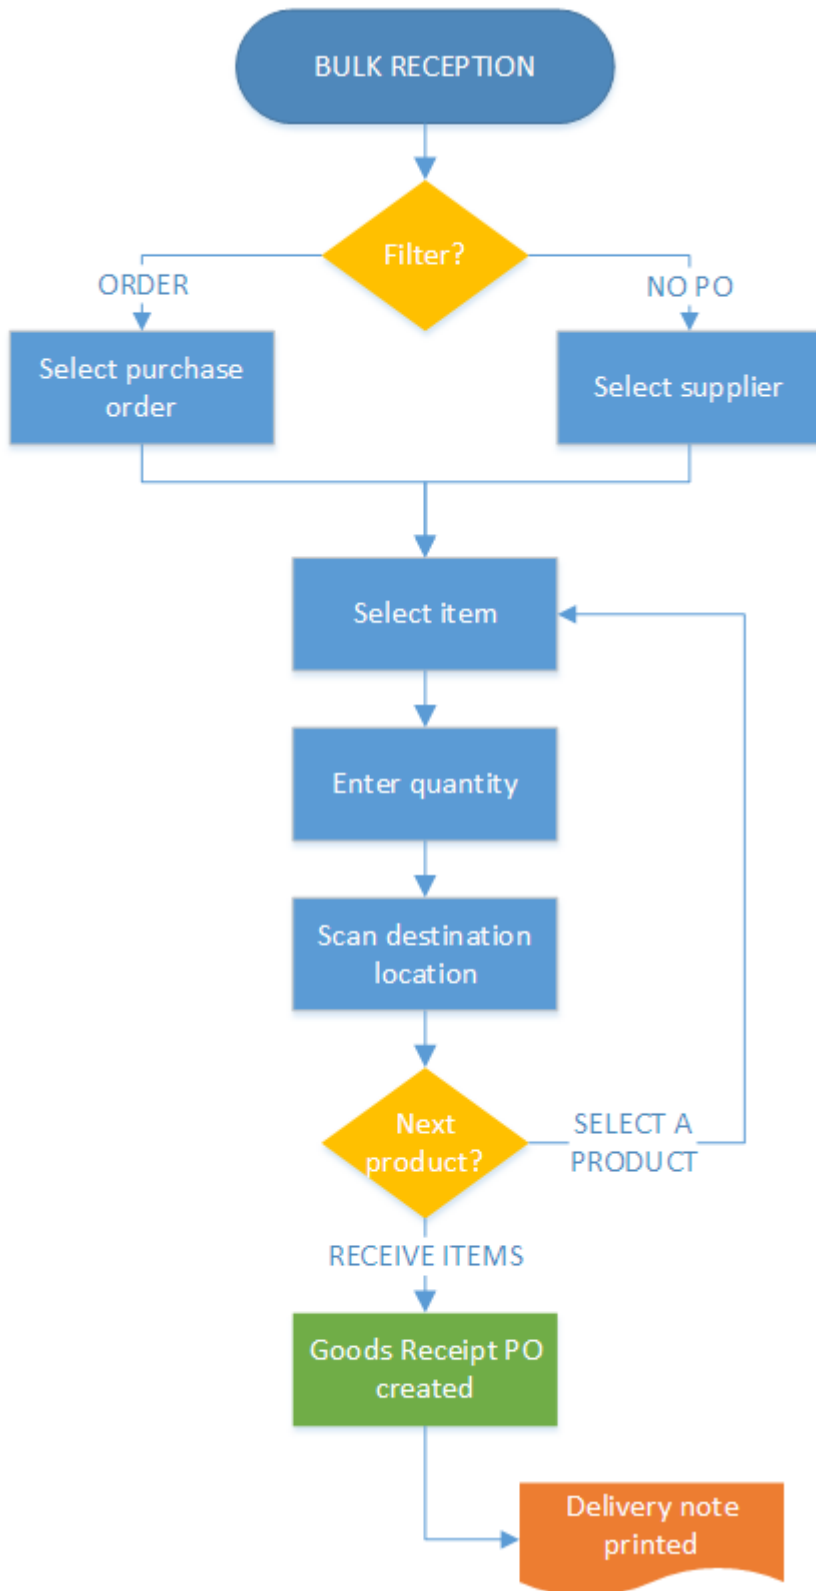 BULK RECEPTION
Filter?
ORDER
NO PO
Select purchase
order
Select supplier
Select item
Enter quantity
Scan destination
location
Next
product?
SELECT A
PRODUCT
RECEIVE ITEMS
Goods Receipt PO
created
Delivery note
printed